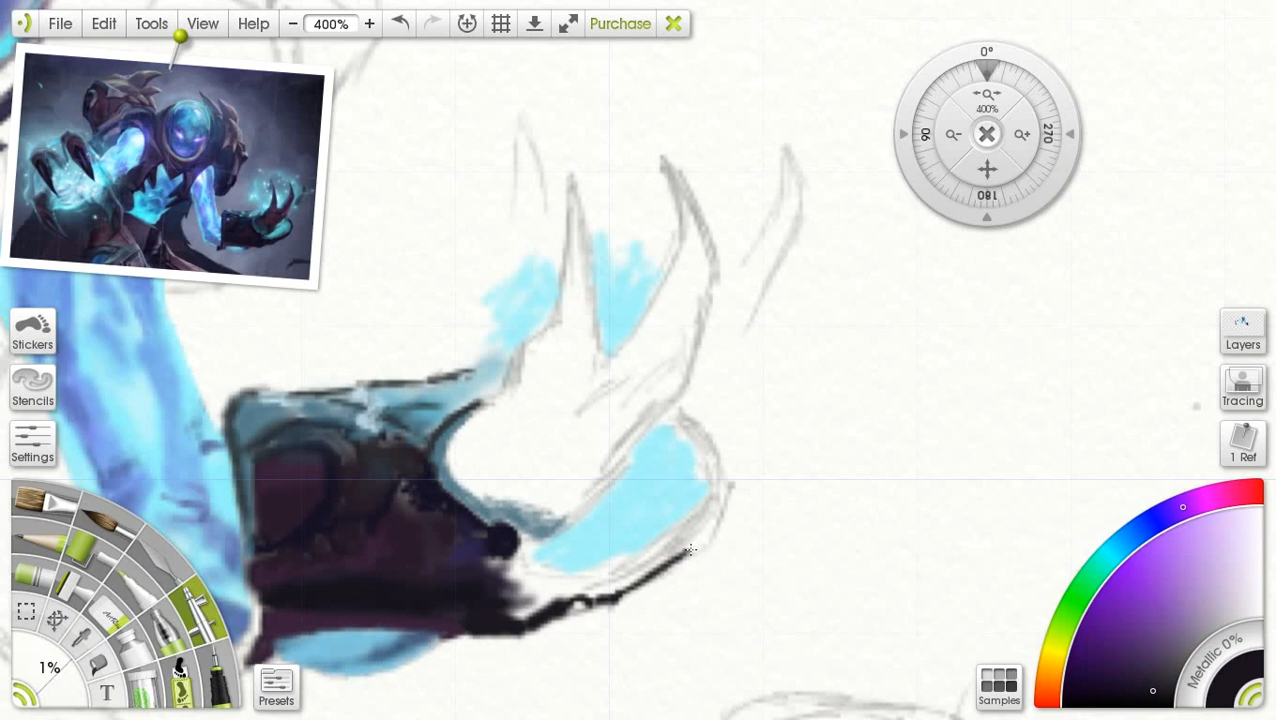 File Edit Tools View Help − 400% + Purchase
0°
400%
90
270
180
Stickers
Stencils
Settings
Layers
Tracing
1 Ref
1%
T
Presets
Samples
Metallic 0%